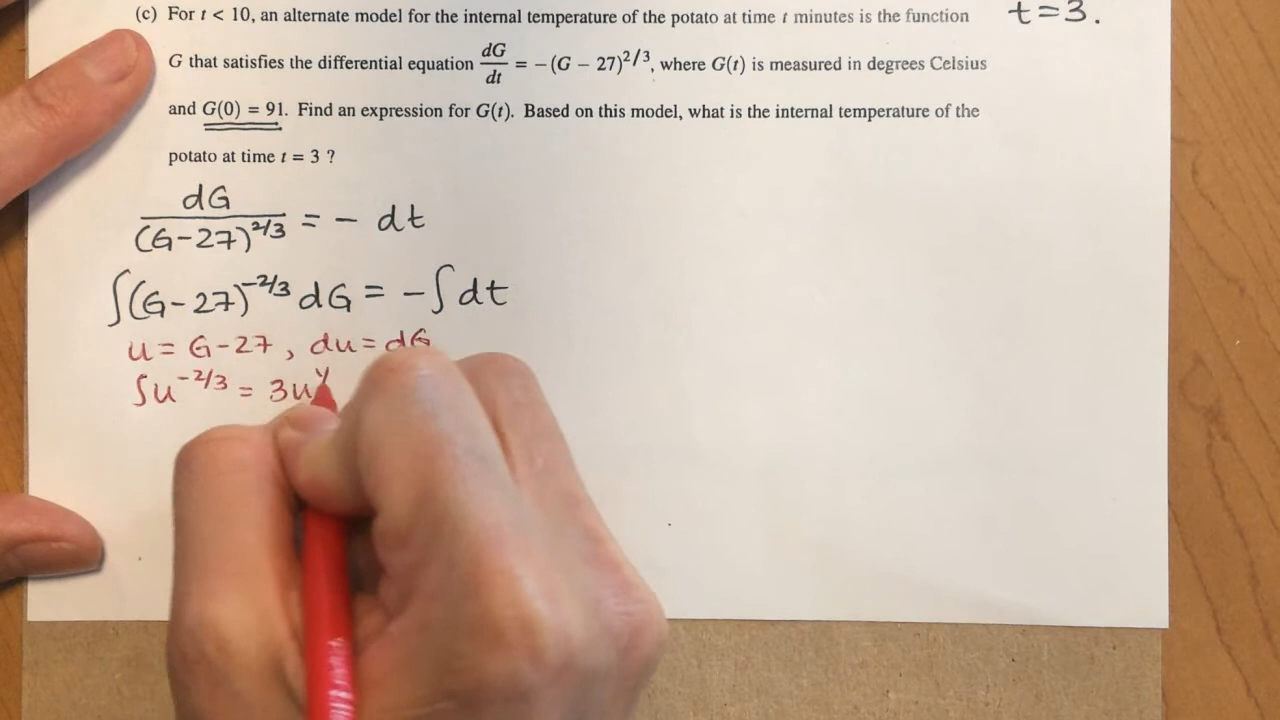 (c) For t < 10, an alternate model for the internal temperature of the potato at time t minutes is the function t=3.
G that satisfies the differential equation dG/dt = −(G − 27)^2/3, where G(t) is measured in degrees Celsius
and G(0) = 91. Find an expression for G(t). Based on this model, what is the internal temperature of the
potato at time t = 3 ?
dG/(G-27)^2/3 = - dt
∫(G-27)^-2/3 dG = -∫dt
u = G-27, du = dG
∫u^-2/3 = 3u